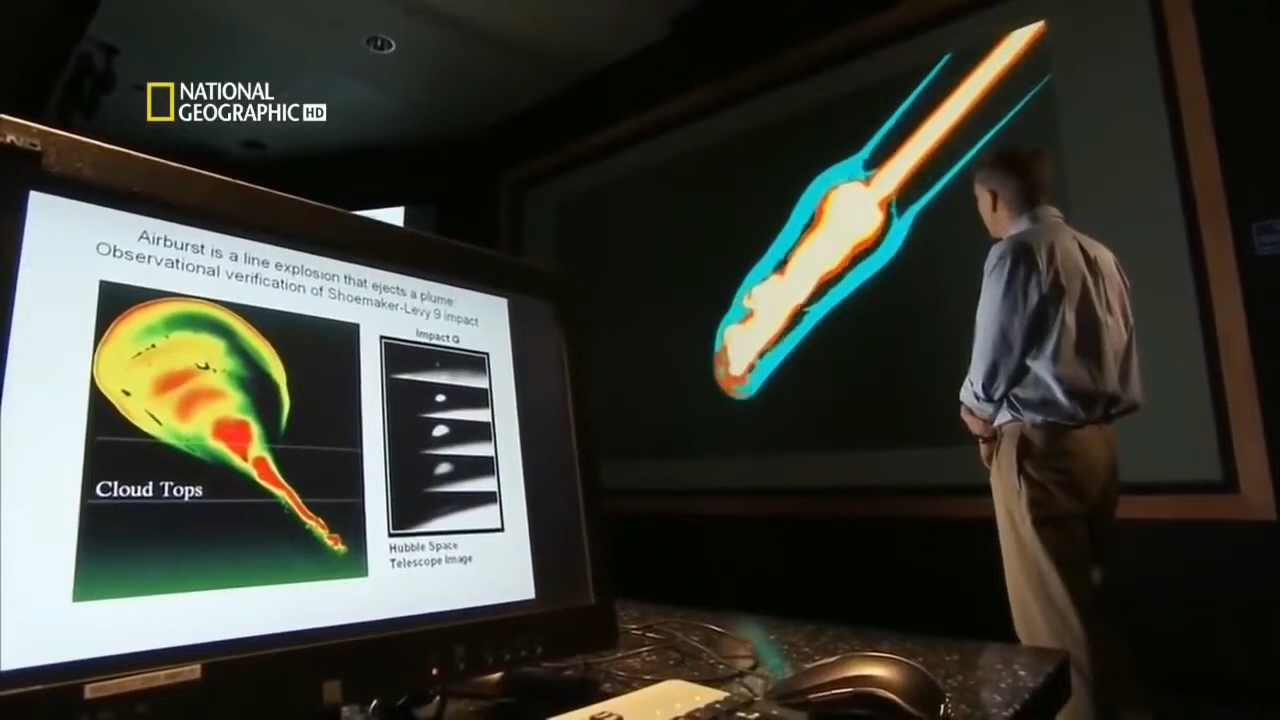 NATIONAL
GEOGRAPHIC HD
Airburst is a line explosion that ejects a plume:
Observational verification of Shoemaker-Levy 9 impact
Impact G
Cloud Tops
Hubble Space
Telescope Image